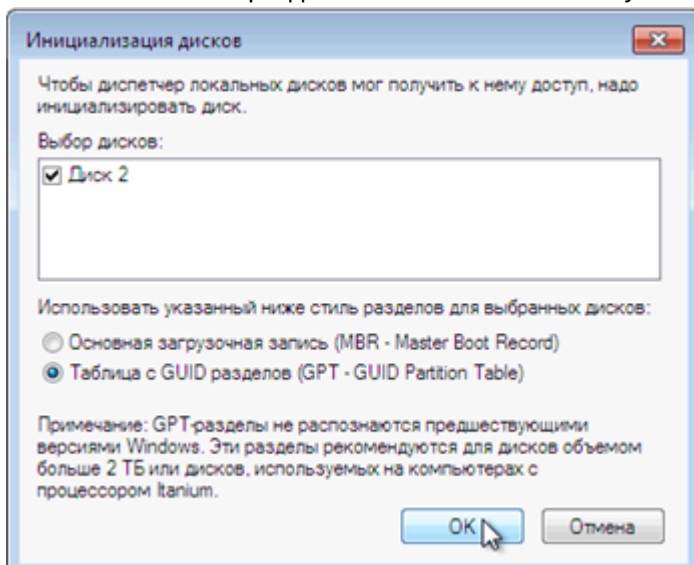 Инициализация дисков
Чтобы диспетчер локальных дисков мог получить к нему доступ, надо
инициализировать диск.
Выбор дисков:
Диск 2
Использовать указанный ниже стиль разделов для выбранных дисков:
Основная загрузочная запись (MBR - Master Boot Record)
Таблица с GUID разделов (GPT - GUID Partition Table)
Примечание: GPT-разделы не распознаются предшествующими
версиями Windows. Эти разделы рекомендуются для дисков объемом
больше 2 ТБ или дисков, используемых на компьютерах с
процессором Itanium.
OK
Отмена